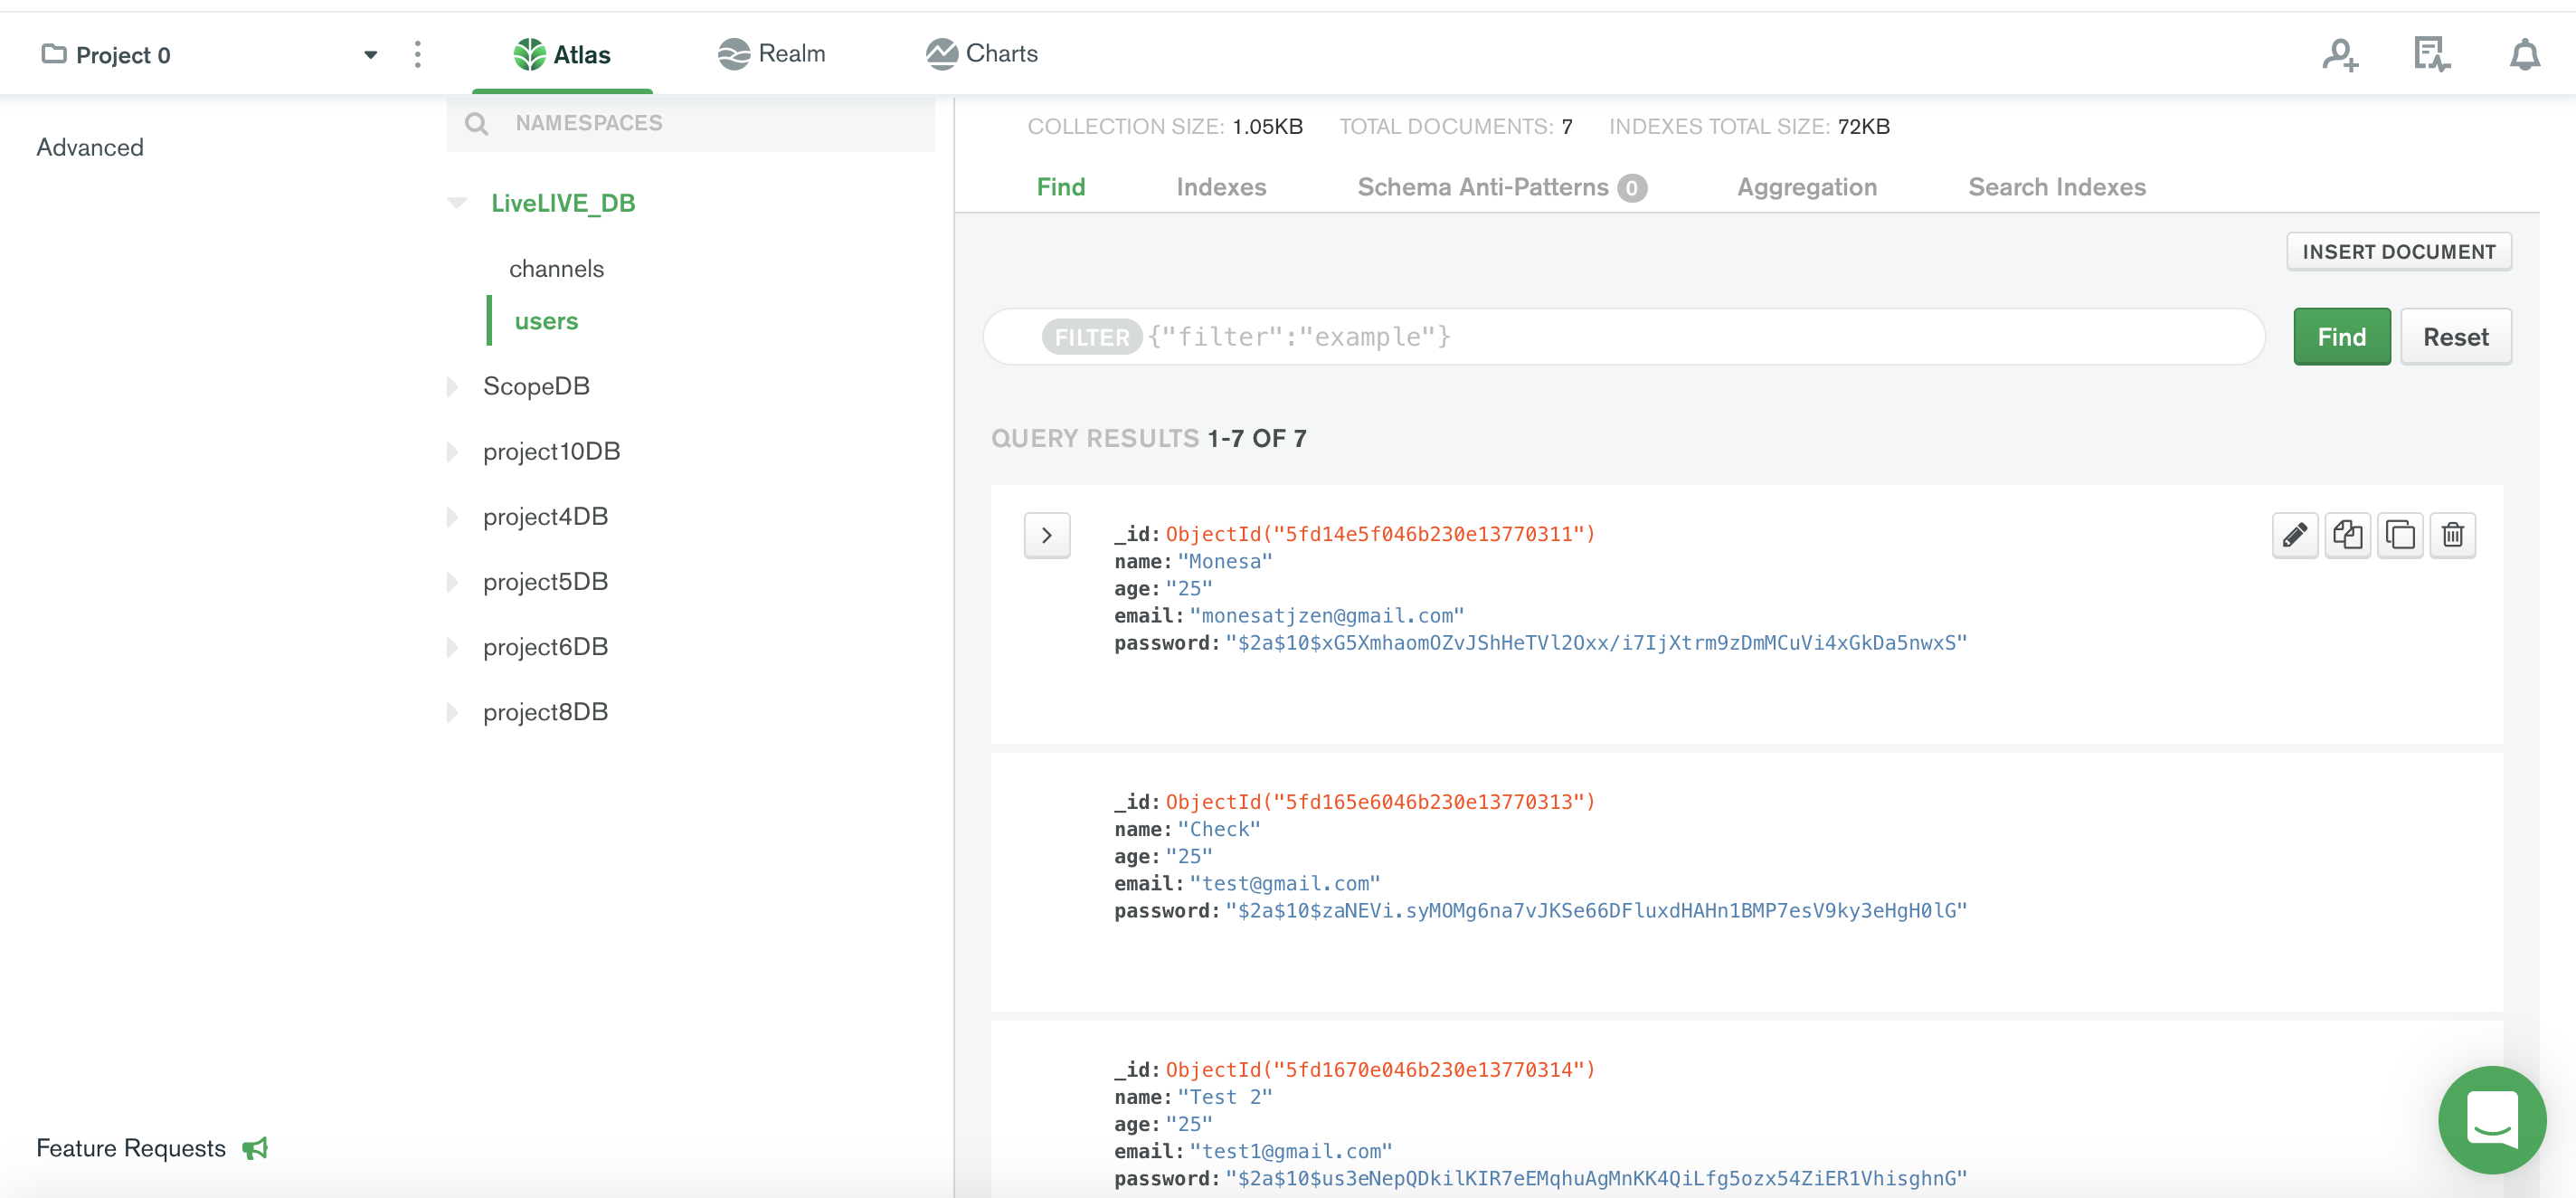 Project 0
Atlas
Realm
Charts
Advanced
NAMESPACES
LiveLIVE_DB
channels
users
ScopeDB
project10DB
project4DB
project5DB
project6DB
project8DB
Feature Requests
COLLECTION SIZE: 1.05KB TOTAL DOCUMENTS: 7 INDEXES TOTAL SIZE: 72KB
Find Indexes Schema Anti-Patterns 0 Aggregation Search Indexes
INSERT DOCUMENT
FILTER {"filter":"example"}
Find Reset
QUERY RESULTS 1-7 OF 7
_id: ObjectId("5fd14e5f046b230e13770311")
name: "Monesa"
age: "25"
email: "monesatjzen@gmail.com"
password: "$2a$10$xG5XmhaomOZvJShHeTVl2Oxx/i7IjXtrm9zDmMCuVi4xGkDa5nwxS"
_id: ObjectId("5fd165e6046b230e13770313")
name: "Check"
age: "25"
email: "test@gmail.com"
password: "$2a$10$zaNEVi.syMOMg6na7vJKSe66DFluxdHAHn1BMP7esV9ky3eHgH0lG"
_id: ObjectId("5fd1670e046b230e13770314")
name: "Test 2"
age: "25"
email: "test1@gmail.com"
password: "$2a$10$us3eNepQDkilKIR7eEMqhuAgMnKK4QiLfg5ozx54ZiER1VhisghnG"